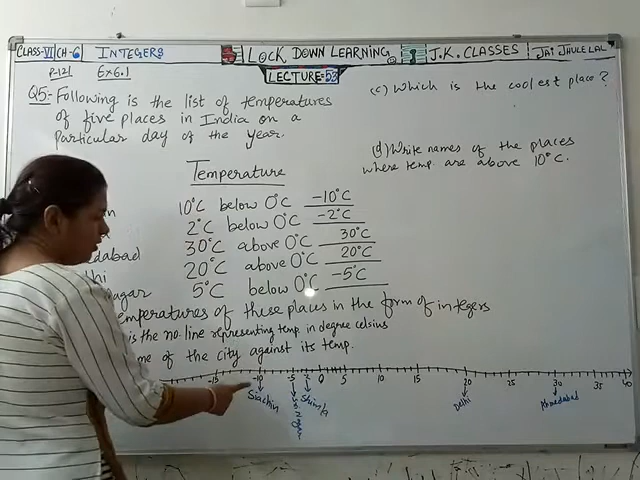 CLASS-VI CH-6 INTEGERS LOCK DOWN LEARNING J.K. CLASSES JAI JHULE LAL
P-121 Ex 6.1 LECTURE:53
Q5:- Following is the list of temperatures
of five places in India on a
particular day of the year.
Temperature
10°C below 0°C -10°C
2°C below 0°C -2°C
30°C above 0°C 30°C
dabad 20°C above 0°C 20°C
lhi 5°C below 0°C -5°C
nagar
emperatures of these places in the form of integers
is the no. line representing temp. in degree celsius
me of the city against its temp.
(c) Which is the coolest place?
(d) Write names of the places
where temp. are above 10°C.
-15 -10 -5 0 5 10 15 20 25 30 35 40
Siachin Shimla Delhi Ahmedabad